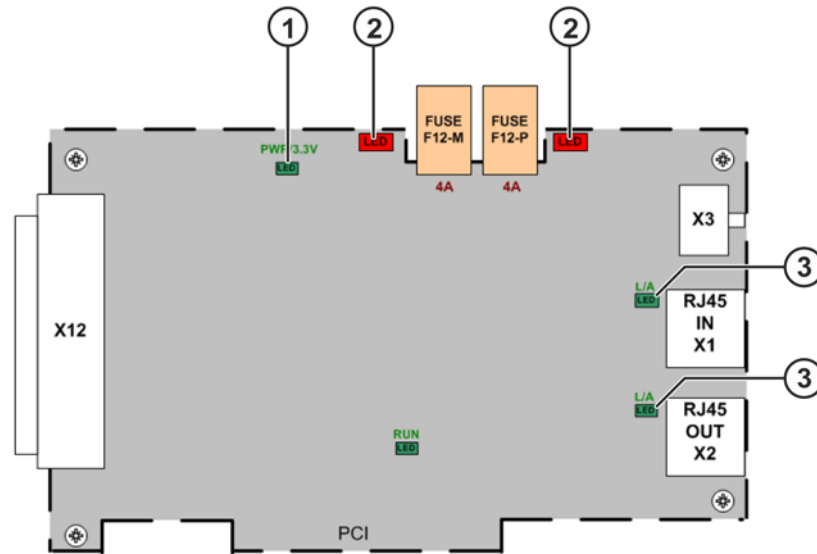 1
2
2
FUSE
F12-M
FUSE
F12-P
LED
LED
PWR/3.3V
LED
4A
4A
X3
3
L/A
LED
RJ45
IN
X1
X12
3
L/A
LED
RJ45
OUT
X2
RUN
LED
PCI